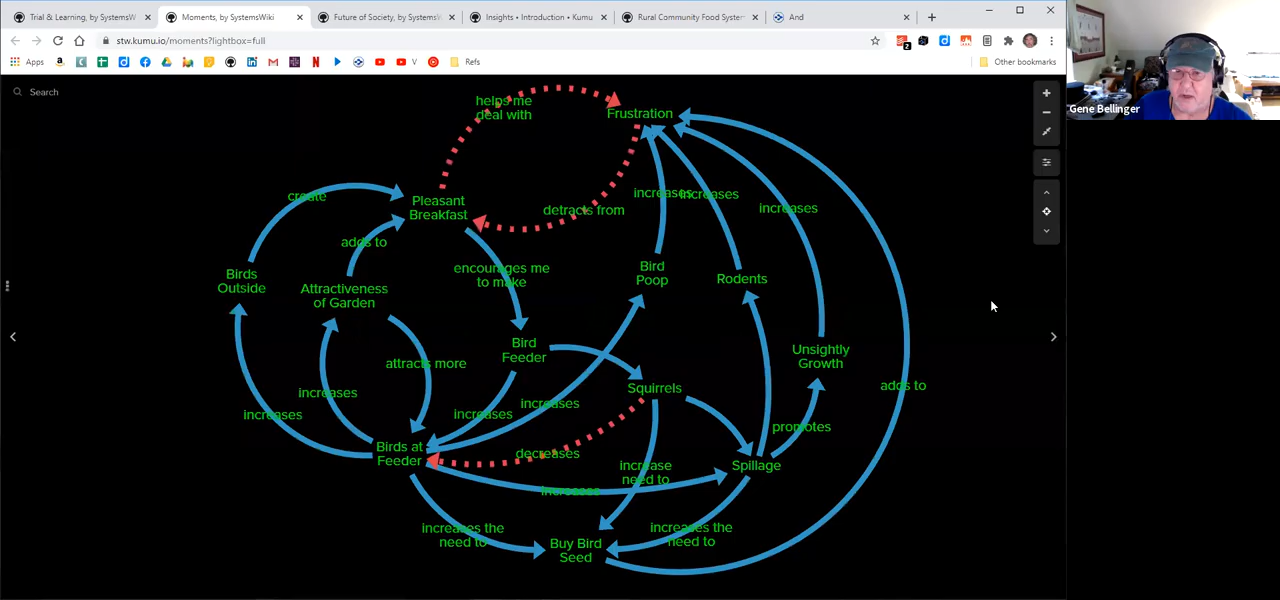 Trial & Learning, by SystemsW
Moments, by SystemsWiki
Future of Society, by Systems
Insights • Introduction • Kumu
Rural Community Food System
And
stw.kumu.io/moments?lightbox=full
2
Apps
V
Refs
Other bookmarks
Gene Bellinger
Search
helps me
deal with
Frustration
create
Pleasant
Breakfast
increases
increases
increases
detracts from
adds to
Birds
Outside
Attractiveness
of Garden
encourages me
to make
Bird
Poop
Rodents
Bird
Feeder
Unsightly
Growth
attracts more
Squirrels
adds to
increases
increases
increases
increases
promotes
Birds at
Feeder
decreases
increase
need to
Spillage
increases
increases the
need to
increases the
need to
Buy Bird
Seed